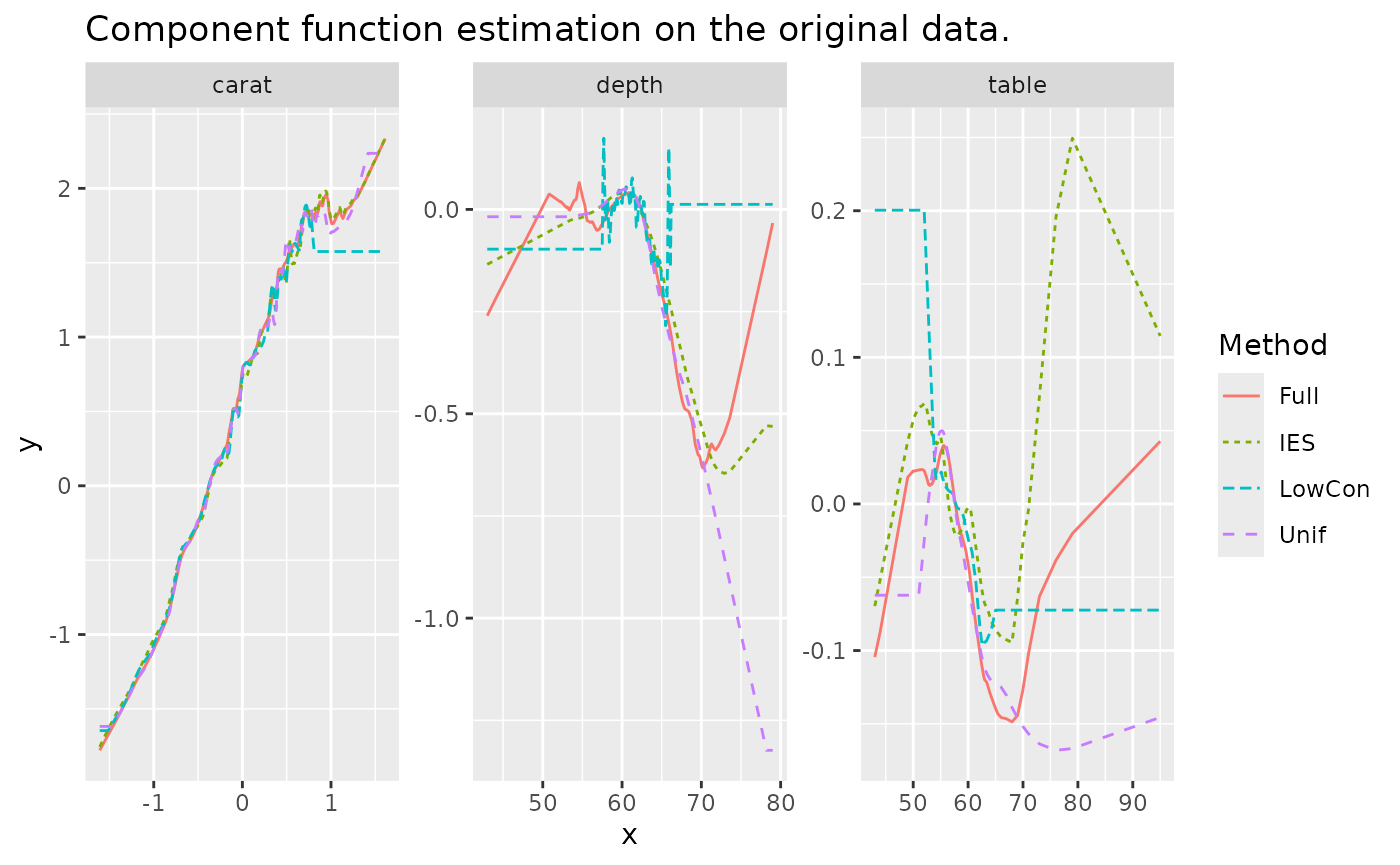 Component function estimation on the original data.
carat
depth
table
y
2
1
0
-1
-1 0 1
0.0
-0.5
-1.0
50 60 70 80
0.2
0.1
0.0
-0.1
50 60 70 80 90
x
Method
Full
IES
LowCon
Unif